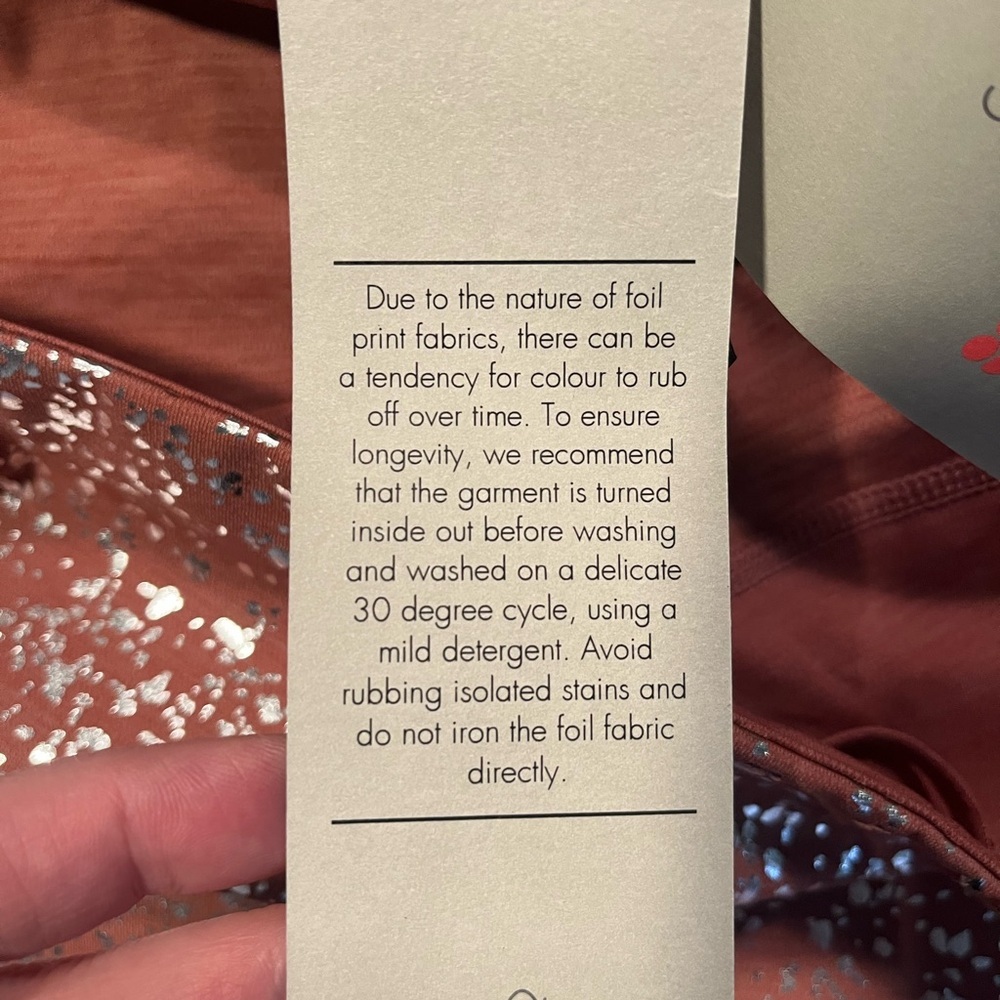 Due to the nature of foil
print fabrics, there can be
a tendency for colour to rub
off over time. To ensure
longevity, we recommend
that the garment is turned
inside out before washing
and washed on a delicate
30 degree cycle, using a
mild detergent. Avoid
rubbing isolated stains and
do not iron the foil fabric
directly.